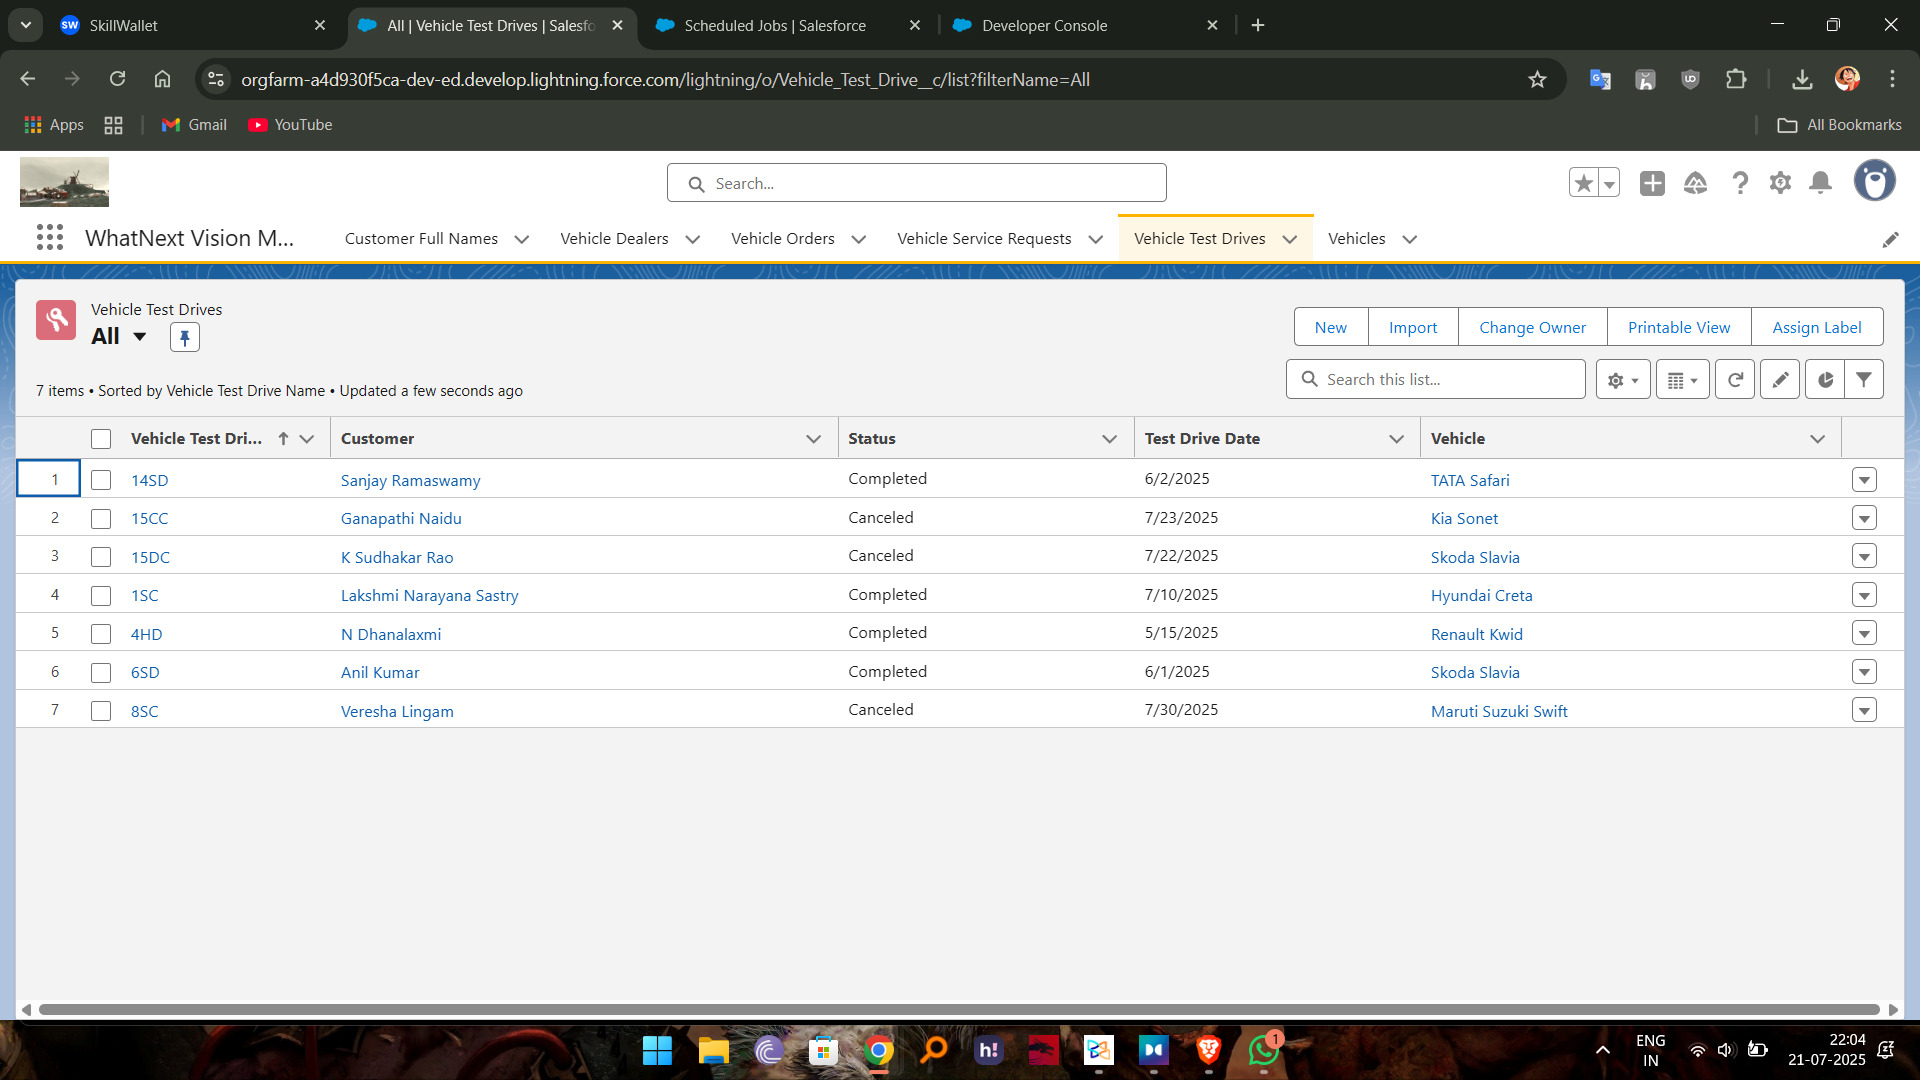 SW SkillWallet
All | Vehicle Test Drives | Salesfo
Scheduled Jobs | Salesforce
Developer Console
orgfarm-a4d930f5ca-dev-ed.develop.lightning.force.com/lightning/o/Vehicle_Test_Drive__c/list?filterName=All
Apps
Gmail
YouTube
All Bookmarks
Search...
WhatNext Vision M...
Customer Full Names
Vehicle Dealers
Vehicle Orders
Vehicle Service Requests
Vehicle Test Drives
Vehicles
Vehicle Test Drives
All
New
Import
Change Owner
Printable View
Assign Label
7 items • Sorted by Vehicle Test Drive Name • Updated a few seconds ago
Search this list...
Vehicle Test Dri... Customer Status Test Drive Date Vehicle
1 14SD Sanjay Ramaswamy Completed 6/2/2025 TATA Safari
2 15CC Ganapathi Naidu Canceled 7/23/2025 Kia Sonet
3 15DC K Sudhakar Rao Canceled 7/22/2025 Skoda Slavia
4 1SC Lakshmi Narayana Sastry Completed 7/10/2025 Hyundai Creta
5 4HD N Dhanalaxmi Completed 5/15/2025 Renault Kwid
6 6SD Anil Kumar Completed 6/1/2025 Skoda Slavia
7 8SC Veresha Lingam Canceled 7/30/2025 Maruti Suzuki Swift
h!
1
ENG
IN
22:04
21-07-2025